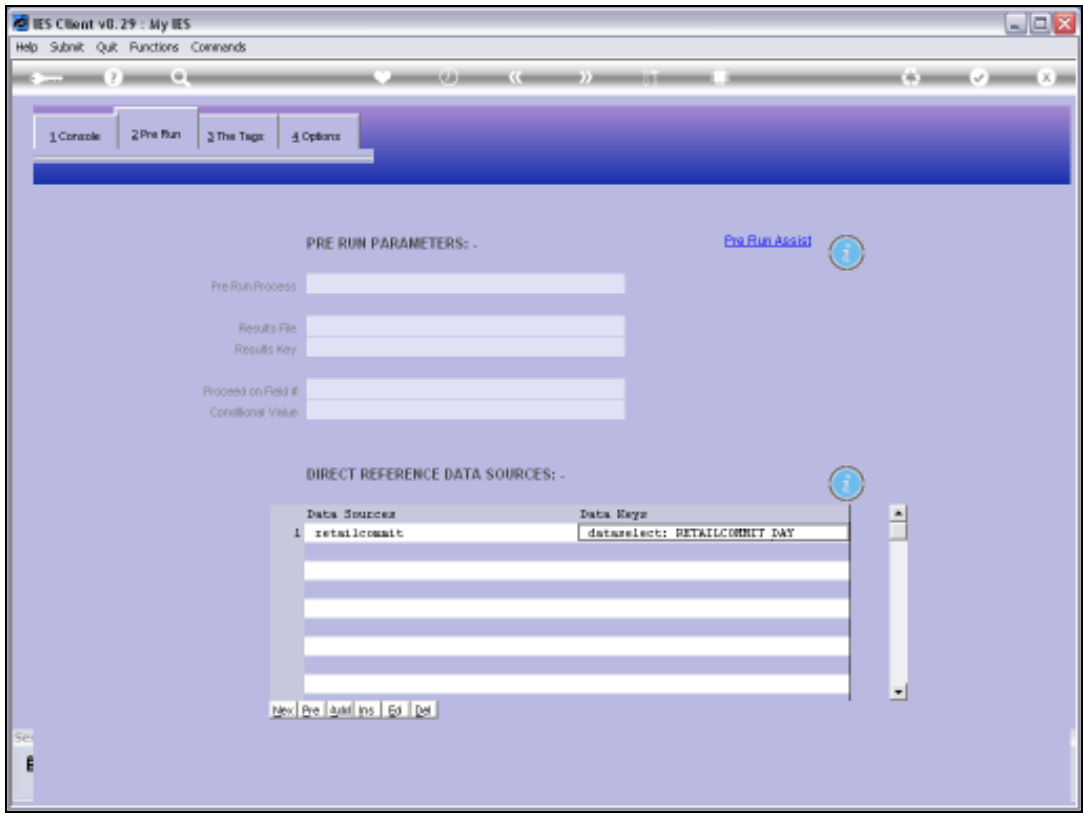 IES Client v8.29 : My IES
Help Submit Quit Functions Commands
1 Console 2 Pre Run 3 The Tags 4 Options
PRE RUN PARAMETERS: - Pre Run Assist
Pre Run Process
Results File
Results Key
Proceed on Field #
Conditional Value
DIRECT REFERENCE DATA SOURCES: -
Data Sources Data Keys
1 retailcommit dataselect: RETAILCOMMIT DAY
Nex Pre Add Ins Ed Del
Ses